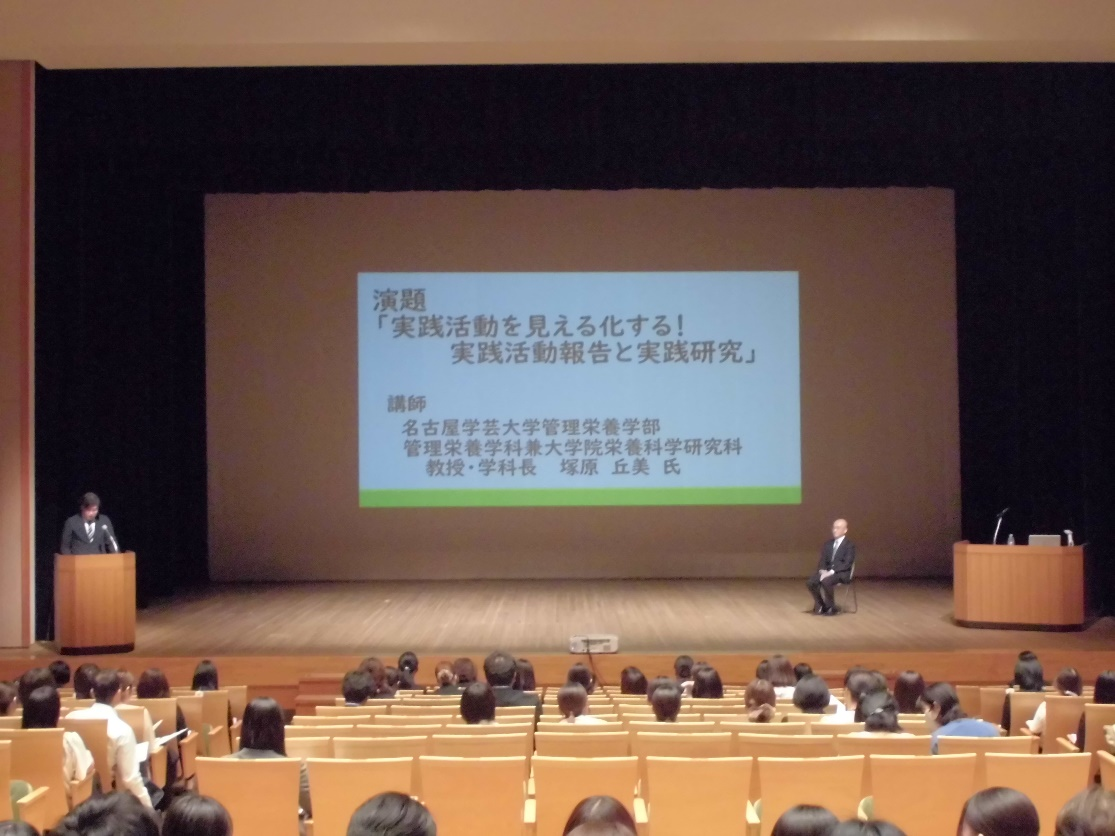 演題
「実践活動を見える化する!
実践活動報告と実践研究」
講師
名古屋学芸大学管理栄養学部
管理栄養学科兼大学院栄養科学研究科
教授・学科長 塚原 丘美 氏